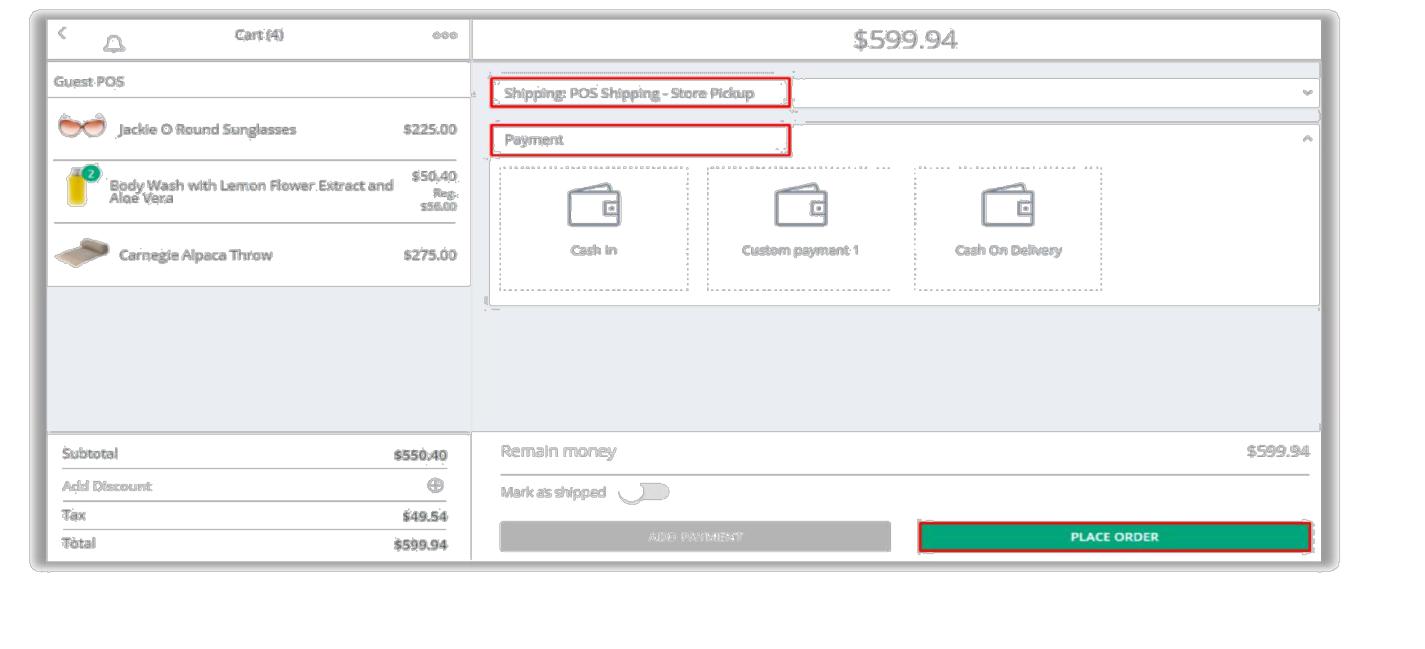 Cart (4)
$599.94
Guest POS
Jackie O Round Sunglasses $225.00
2
Body Wash with Lemon Flower Extract and
Aloe Vera
$50.40
Reg.
$56.00
Carnegie Alpaca Throw $275.00
Subtotal $550.40
Add Discount
Tax $49.54
Total $599.94
Shipping: POS Shipping - Store Pickup
Payment
Cash In
Custom payment 1
Cash On Delivery
Remain money $599.94
Mark as shipped
ADD PAYMENT
PLACE ORDER